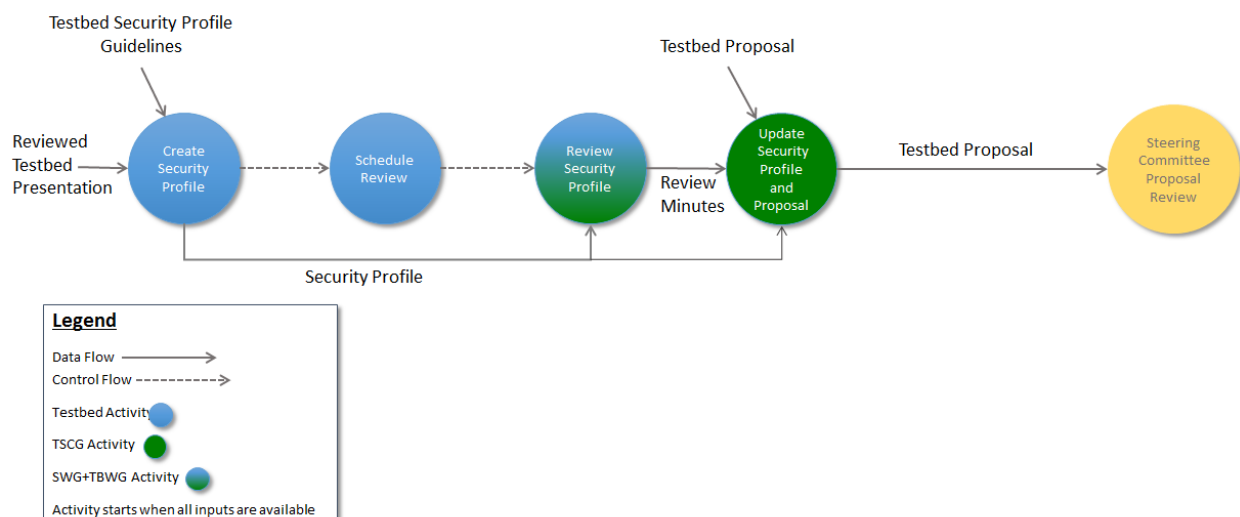 Testbed Security Profile
Guidelines
Testbed Proposal
Reviewed
Testbed
Presentation
Create
Security
Profile
Schedule
Review
Review
Security
Profile
Review
Minutes
Update
Security
Profile
and
Proposal
Testbed Proposal
Steering
Committee
Proposal
Review
Security Profile
Legend
Data Flow
Control Flow
Testbed Activity
TSCG Activity
SWG+TBWG Activity
Activity starts when all inputs are available